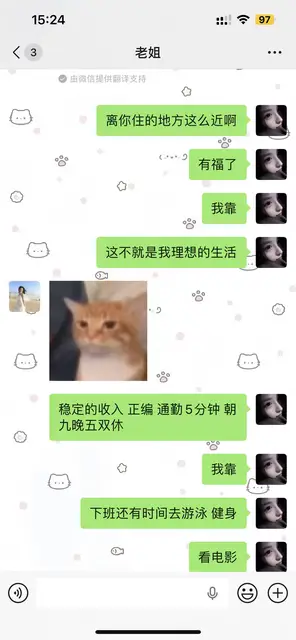 15:24
97
3
老姐
由微信提供翻译支持
离你住的地方这么近啊
有福了
我靠
这不就是我理想的生活
稳定的收入 正编 通勤5分钟 朝
九晚五双休
我靠
下班还有时间去游泳 健身
看电影